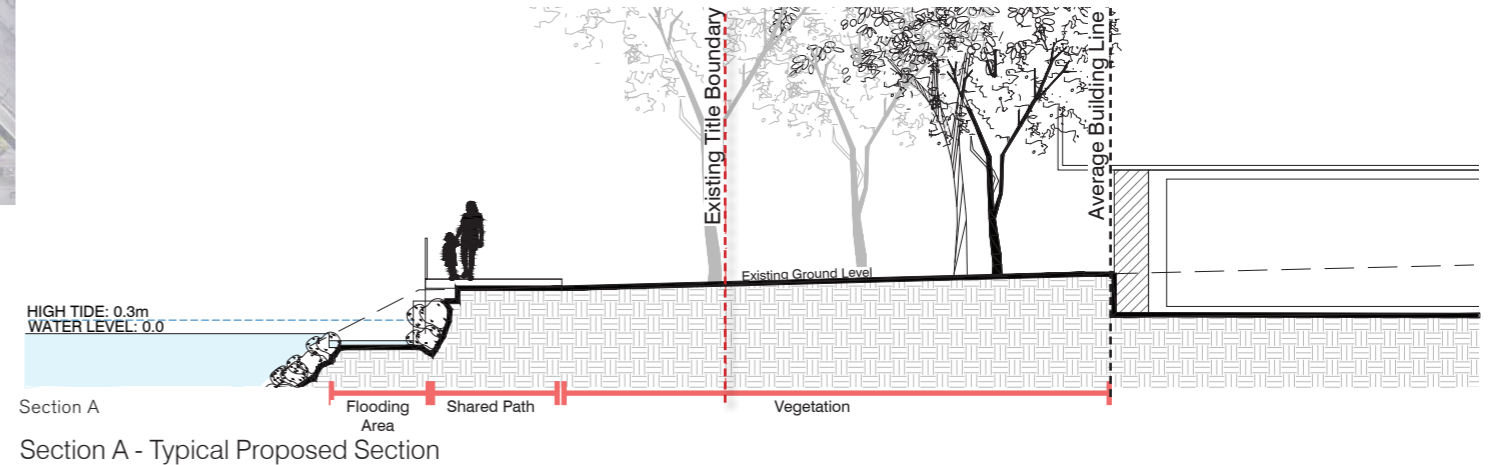 Existing Title Boundary
Average Building Line
Existing Ground Level
HIGH TIDE: 0.3m
WATER LEVEL: 0.0
Flooding
Area
Shared Path
Vegetation
Section A
Section A - Typical Proposed Section